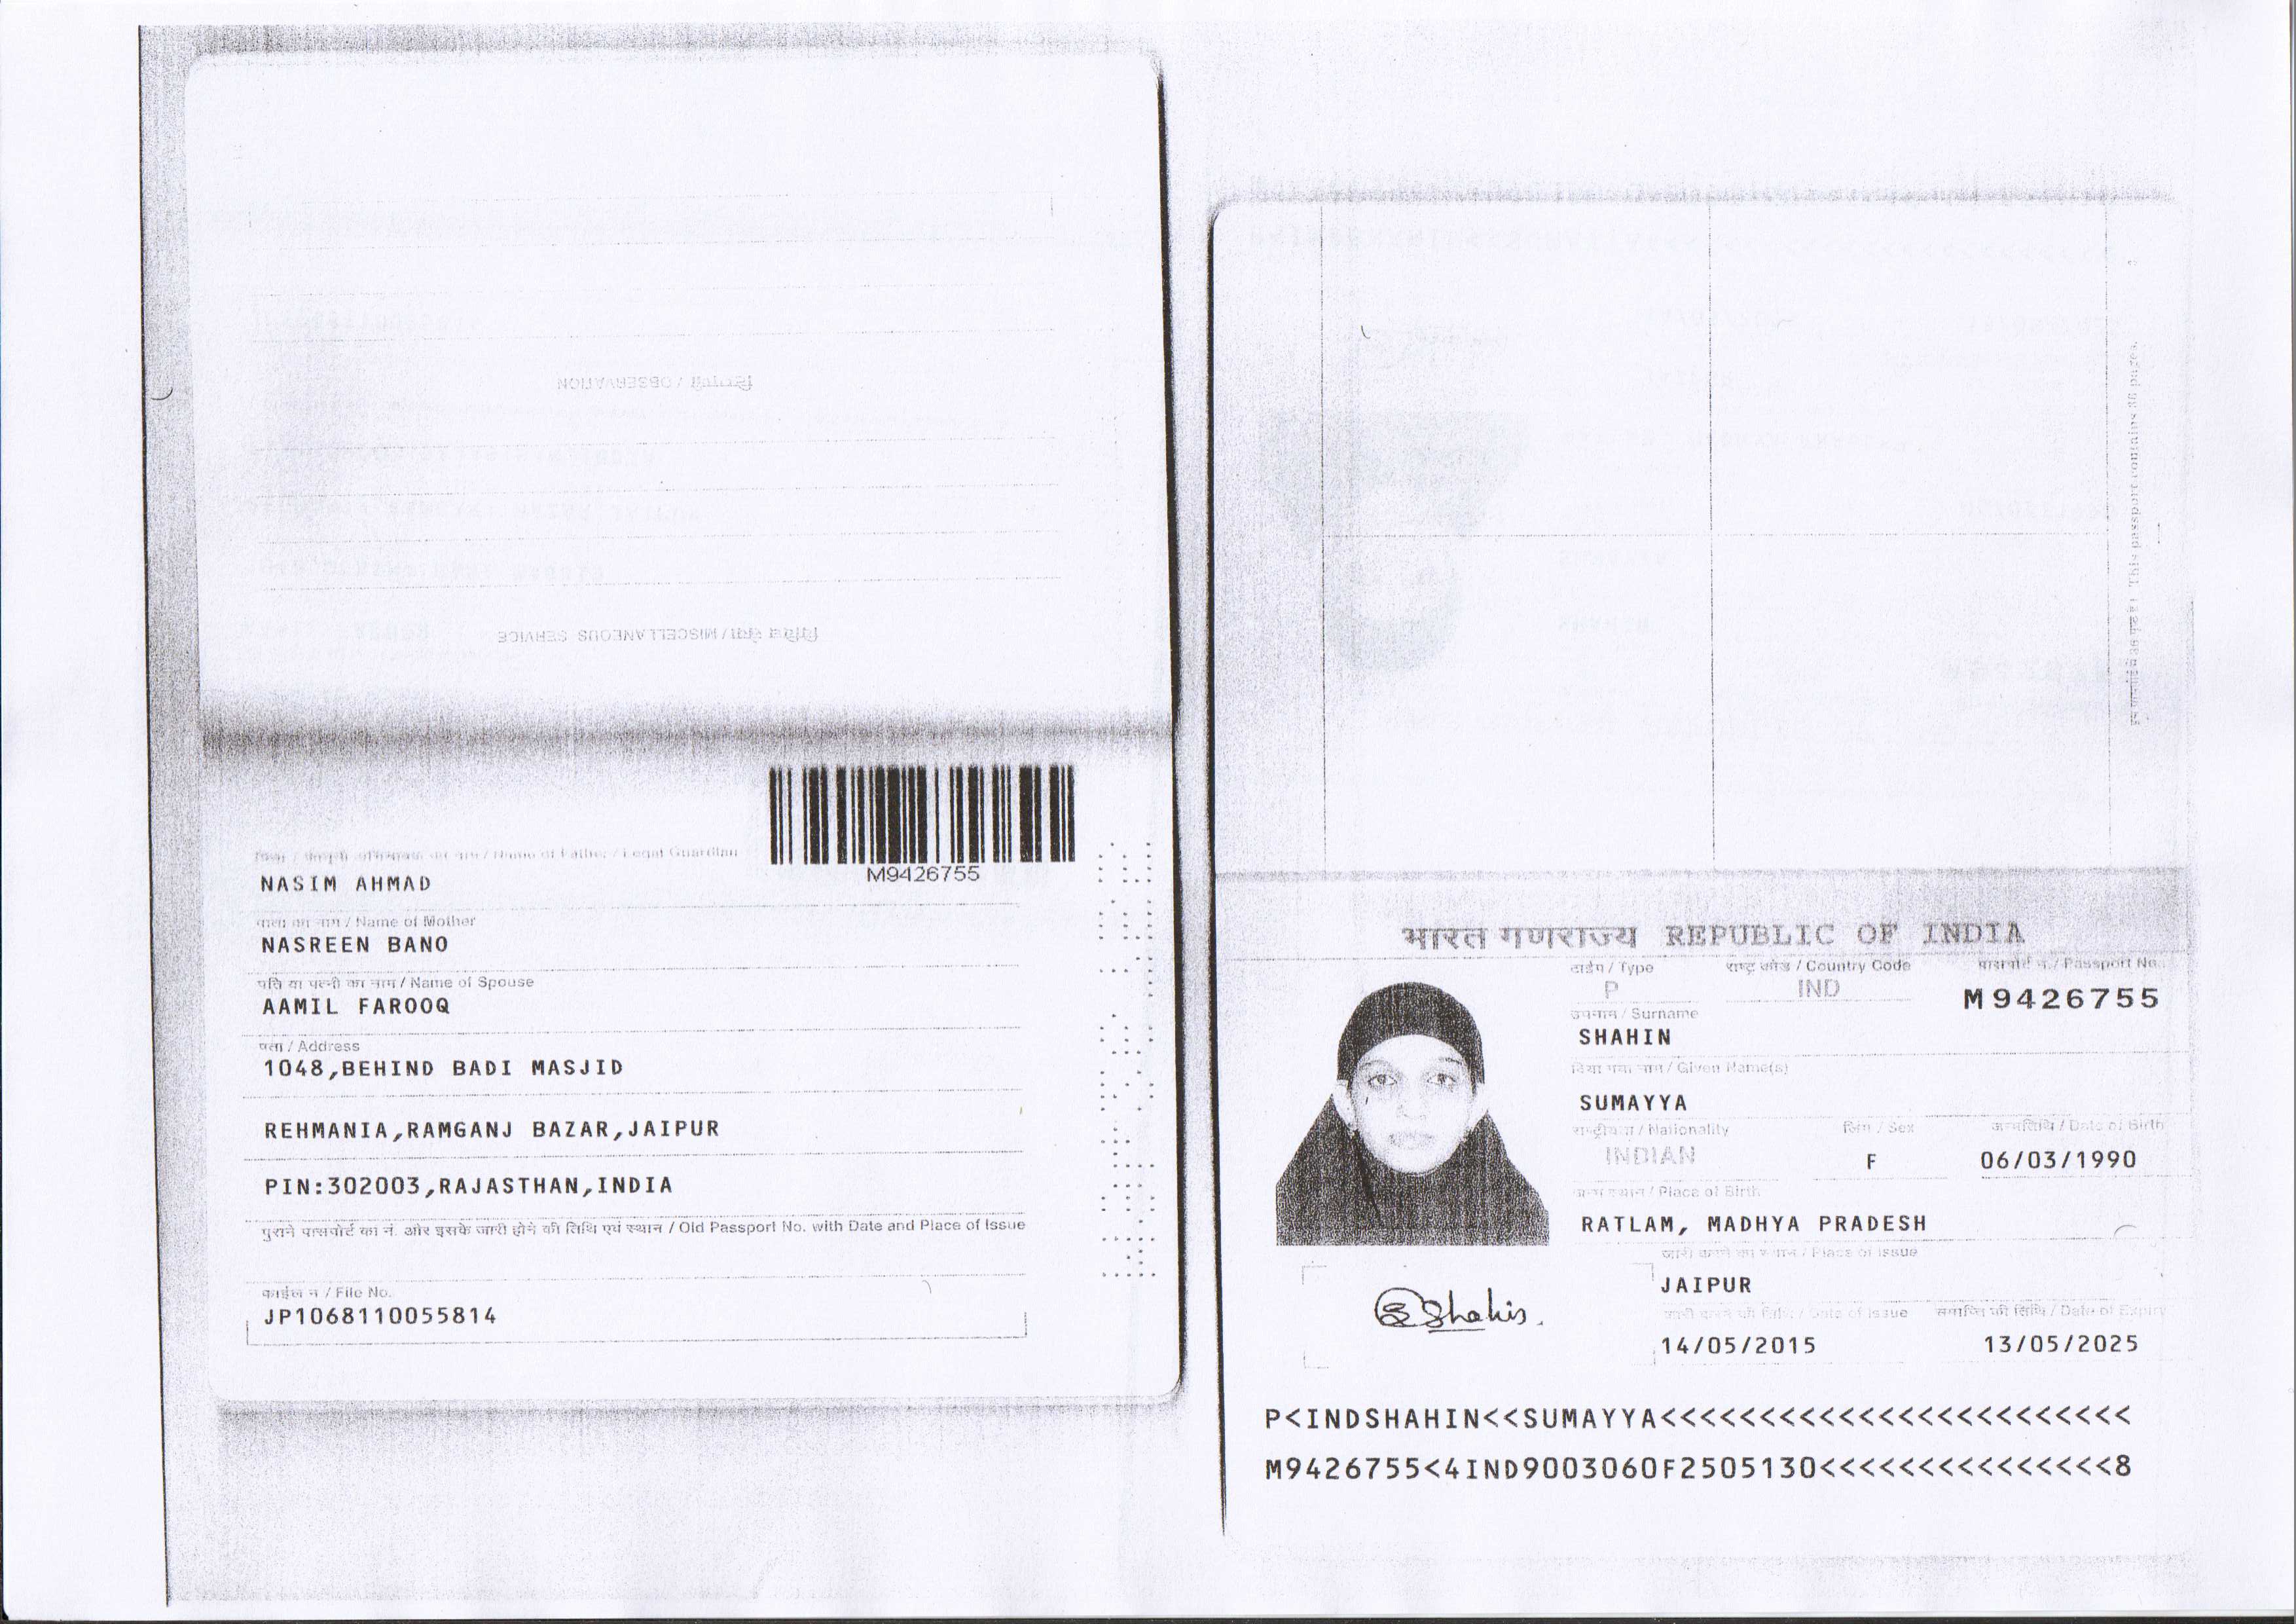 टिप्पणी / OBSERVATION
विविध सेवा / MISCELLANEOUS SERVICE
M9426755
पिता / कानूनी अभिभावक का नाम / Name of Father / Legal Guardian
NASIM AHMAD
माता का नाम / Name of Mother
NASREEN BANO
पति या पत्नी का नाम / Name of Spouse
AAMIL FAROOQ
पता / Address
1048,BEHIND BADI MASJID
REHMANIA,RAMGANJ BAZAR,JAIPUR
PIN:302003,RAJASTHAN,INDIA
पुराने पासपोर्ट का नं. और इसके जारी होने की तिथि एवं स्थान / Old Passport No. with Date and Place of Issue
फाईल न / File No.
JP1068110055814
This passport contains 36 pages.
भारत गणराज्य REPUBLIC OF INDIA
टाईप / Type
राष्ट्र कोड / Country Code
पासपोर्ट न. / Passport No.
P
IND
M9426755
उपनाम / Surname
SHAHIN
दिया गया नाम / Given Name(s)
SUMAYYA
राष्ट्रीयता / Nationality
लिंग / Sex
जन्मतिथि / Date of Birth
INDIAN
F
06/03/1990
जन्म स्थान / Place of Birth
RATLAM, MADHYA PRADESH
जारी करने का स्थान / Place of Issue
JAIPUR
जारी करने की तिथि / Date of Issue
समाप्ति की तिथि / Date of Expiry
14/05/2015
13/05/2025
Shahin.
P<INDSHAHIN<<SUMAYYA<<<<<<<<<<<<<<<<<<<<<<<<
M9426755<4IND9003060F2505130<<<<<<<<<<<<<<<8